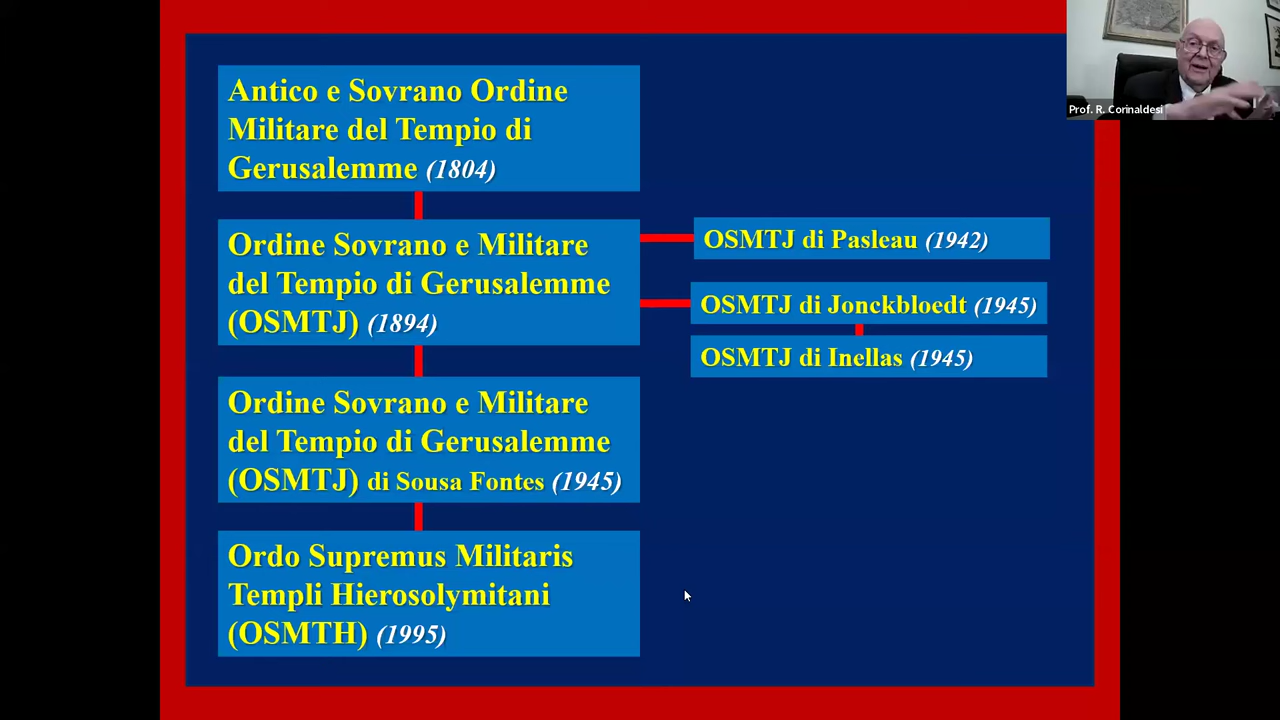 Antico e Sovrano Ordine
Militare del Tempio di
Gerusalemme (1804)
Ordine Sovrano e Militare
del Tempio di Gerusalemme
(OSMTJ) (1894)
OSMTJ di Pasleau (1942)
OSMTJ di Jonckbloedt (1945)
OSMTJ di Inellas (1945)
Ordine Sovrano e Militare
del Tempio di Gerusalemme
(OSMTJ) di Sousa Fontes (1945)
Ordo Supremus Militaris
Templi Hierosolymitani
(OSMTH) (1995)
Prof. R. Corinaldesi